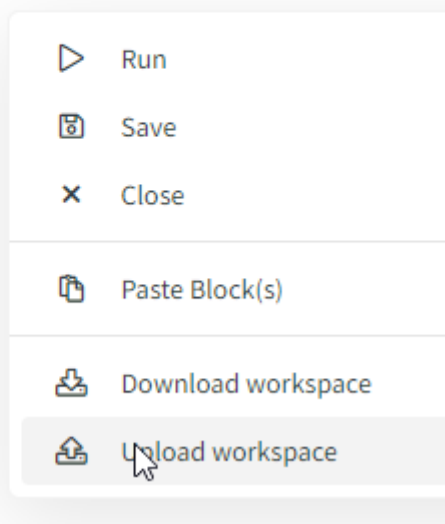 Run
Save
Close
Paste Block(s)
Download workspace
Upload workspace